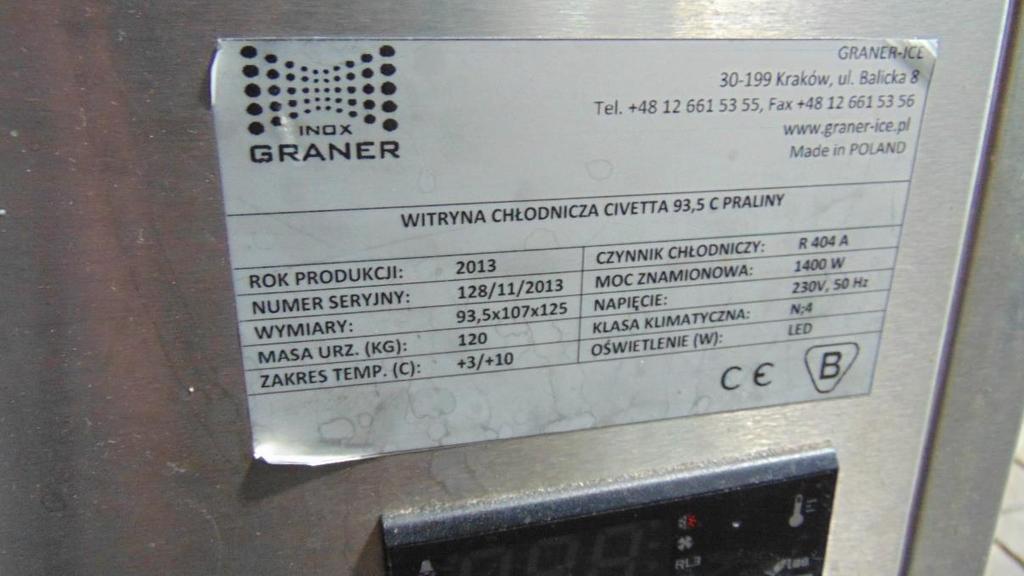 INOX
GRANER
GRANER-ICE
30-199 Kraków, ul. Balicka 8
Tel. +48 12 661 53 55, Fax +48 12 661 53 56
www.graner-ice.pl
Made in POLAND
WITRYNA CHŁODNICZA CIVETTA 93,5 C PRALINY
ROK PRODUKCJI: 2013
NUMER SERYJNY: 128/11/2013
WYMIARY: 93,5x107x125
MASA URZ. (KG): 120
ZAKRES TEMP. (C): +3/+10
CZYNNIK CHŁODNICZY: R 404 A
MOC ZNAMIONOWA: 1400 W
NAPIĘCIE: 230V, 50 Hz
KLASA KLIMATYCZNA: N;4
OŚWIETLENIE (W): LED
CE B
RL3